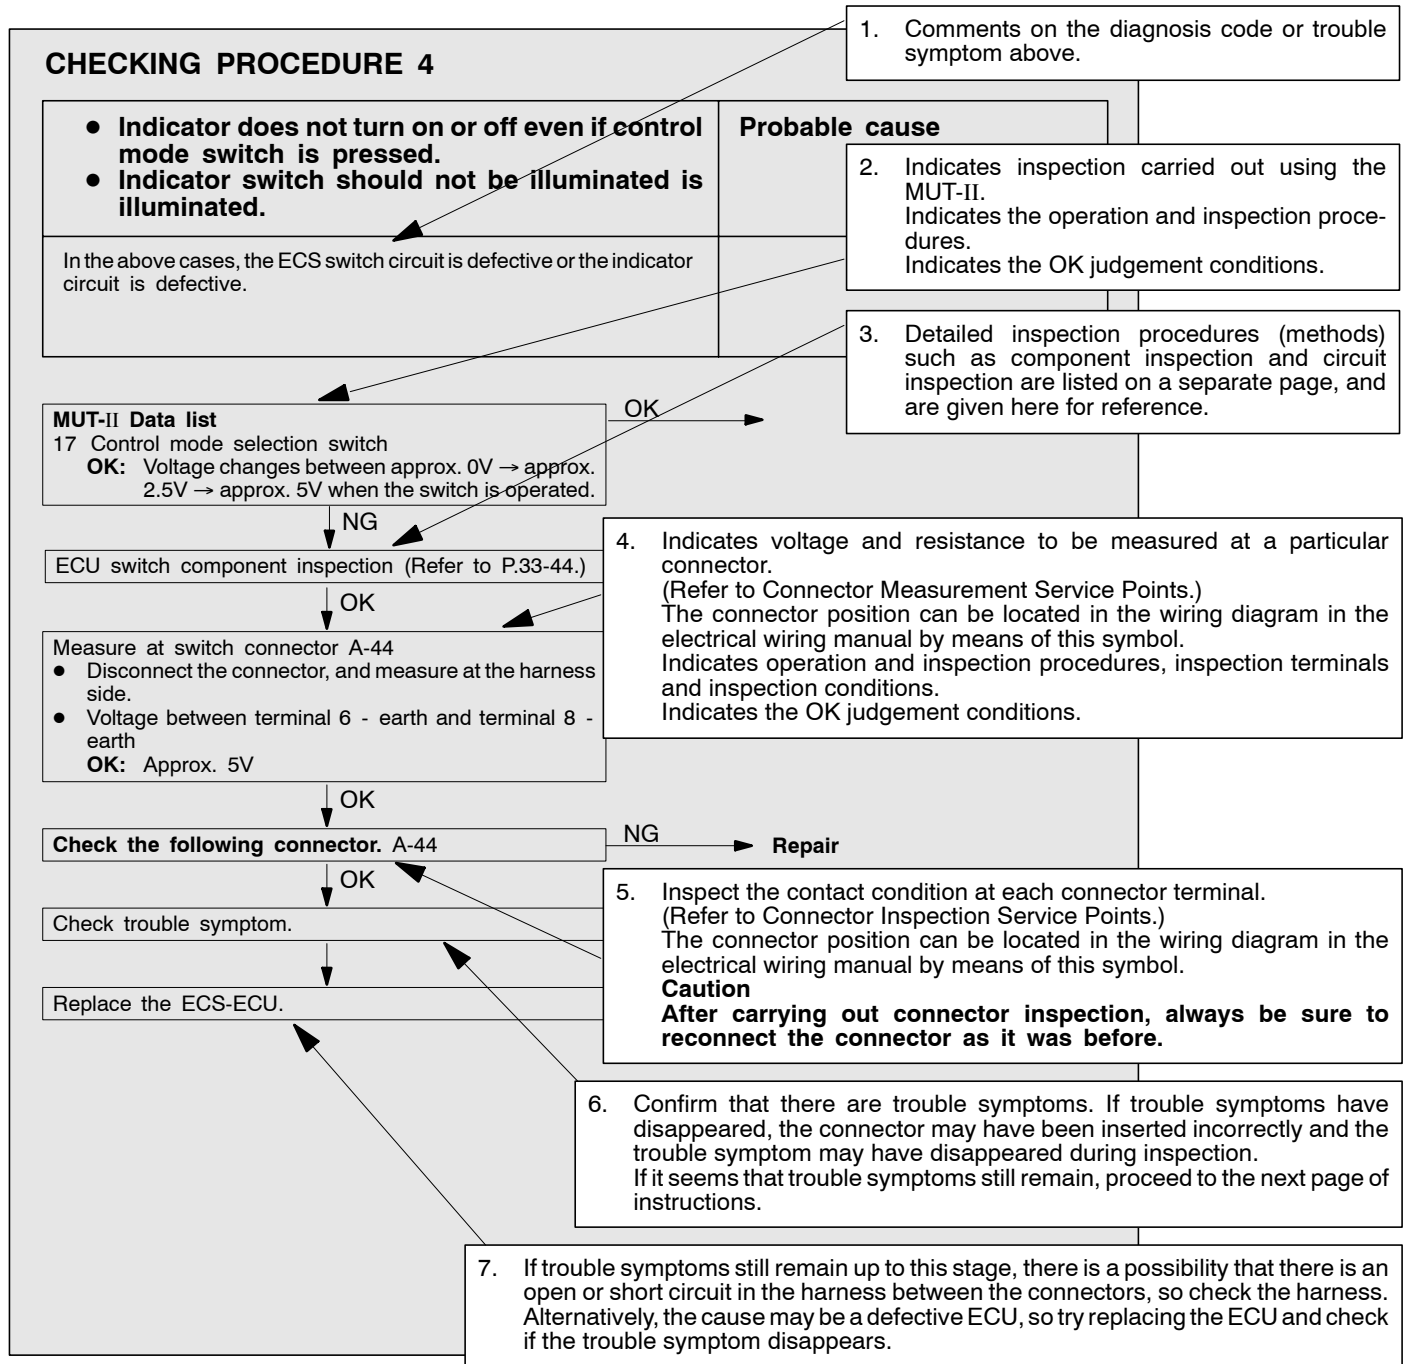 CHECKING PROCEDURE 4
● Indicator does not turn on or off even if control
mode switch is pressed.
● Indicator switch should not be illuminated is
illuminated.
Probable cause
In the above cases, the ECS switch circuit is defective or the indicator
circuit is defective.
1. Comments on the diagnosis code or trouble
symptom above.
2. Indicates inspection carried out using the
MUT-II.
Indicates the operation and inspection proce-
dures.
Indicates the OK judgement conditions.
3. Detailed inspection procedures (methods)
such as component inspection and circuit
inspection are listed on a separate page, and
are given here for reference.
MUT-II Data list
17 Control mode selection switch
OK: Voltage changes between approx. 0V → approx.
2.5V → approx. 5V when the switch is operated.
OK
NG
ECU switch component inspection (Refer to P.33-44.)
OK
4. Indicates voltage and resistance to be measured at a particular
connector.
(Refer to Connector Measurement Service Points.)
The connector position can be located in the wiring diagram in the
electrical wiring manual by means of this symbol.
Indicates operation and inspection procedures, inspection terminals
and inspection conditions.
Indicates the OK judgement conditions.
Measure at switch connector A-44
● Disconnect the connector, and measure at the harness
side.
● Voltage between terminal 6 - earth and terminal 8 -
earth
OK: Approx. 5V
OK
Check the following connector. A-44
NG
Repair
OK
5. Inspect the contact condition at each connector terminal.
(Refer to Connector Inspection Service Points.)
The connector position can be located in the wiring diagram in the
electrical wiring manual by means of this symbol.
Caution
After carrying out connector inspection, always be sure to
reconnect the connector as it was before.
Check trouble symptom.
Replace the ECS-ECU.
6. Confirm that there are trouble symptoms. If trouble symptoms have
disappeared, the connector may have been inserted incorrectly and the
trouble symptom may have disappeared during inspection.
If it seems that trouble symptoms still remain, proceed to the next page of
instructions.
7. If trouble symptoms still remain up to this stage, there is a possibility that there is an
open or short circuit in the harness between the connectors, so check the harness.
Alternatively, the cause may be a defective ECU, so try replacing the ECU and check
if the trouble symptom disappears.